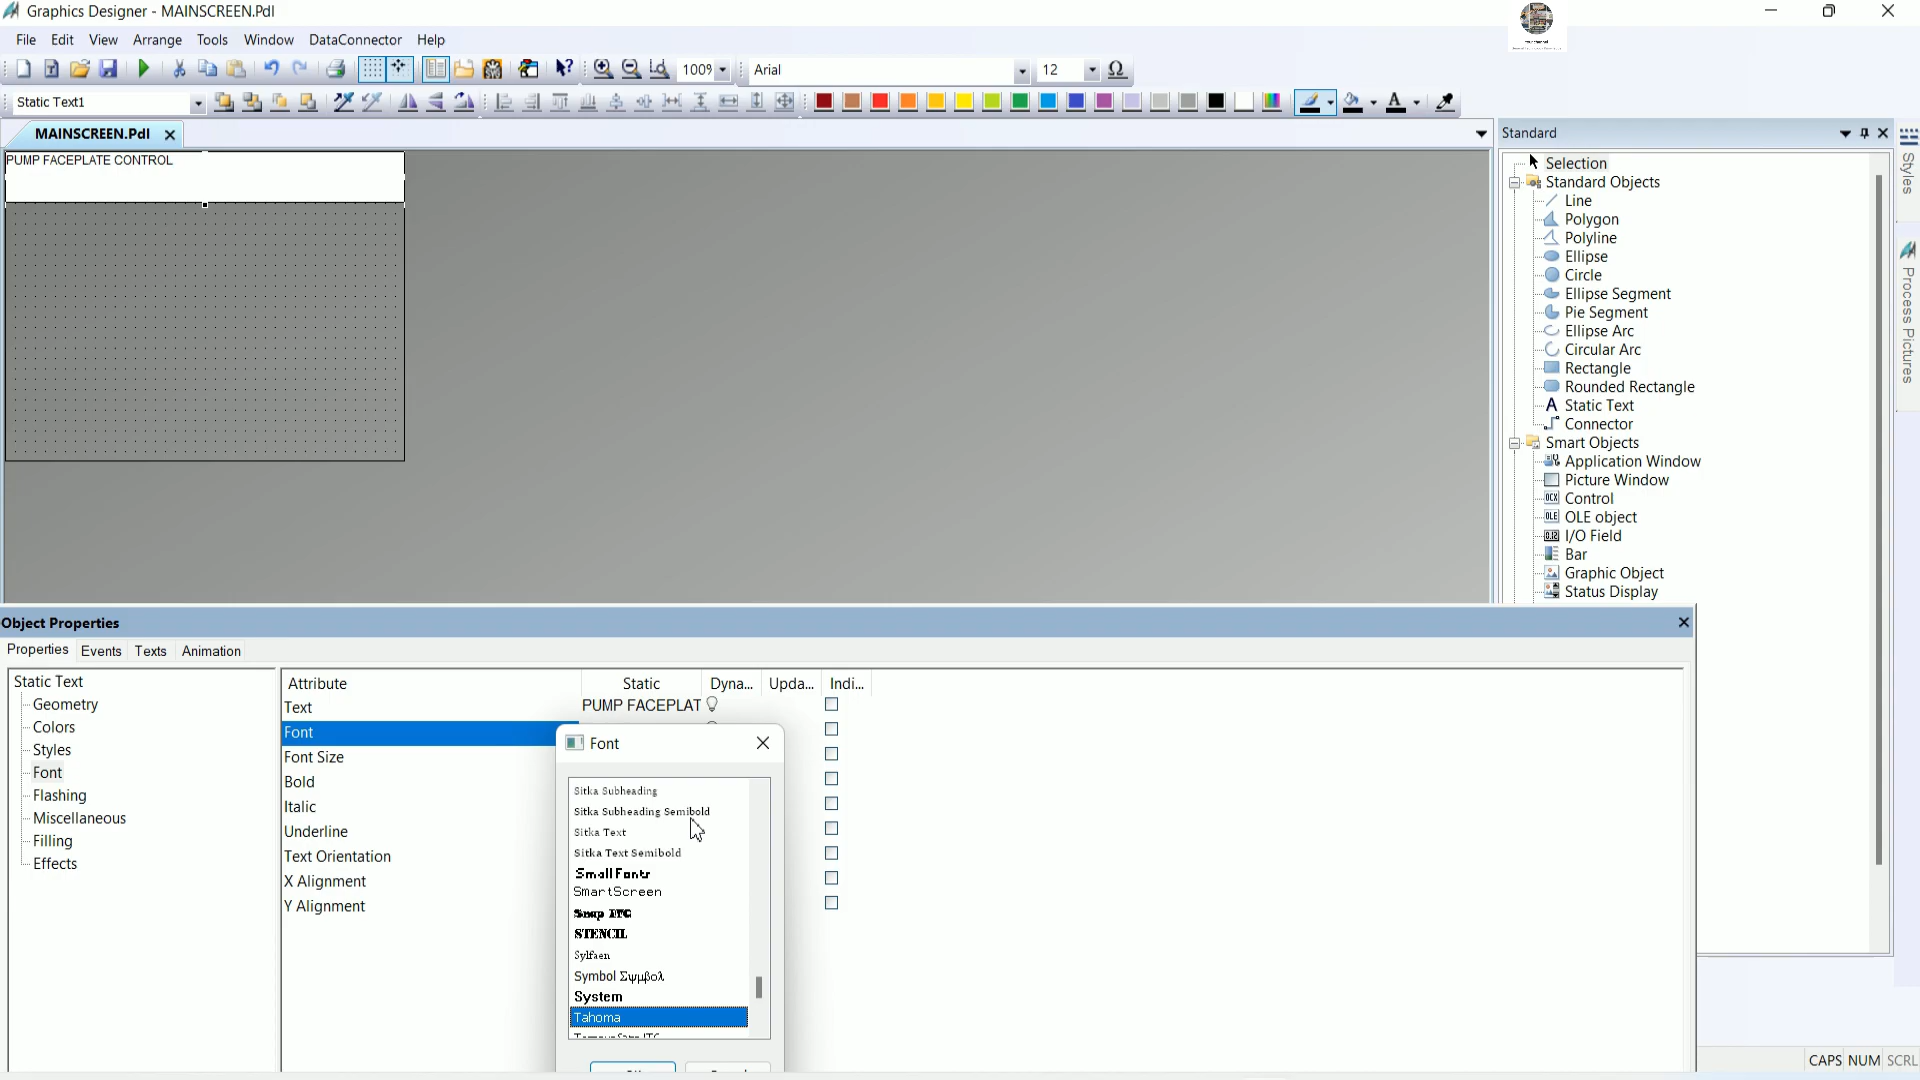 Graphics Designer - MAINSCREEN.Pdl
File Edit View Arrange Tools Window DataConnector Help
100% Arial 12
Static Text1
MAINSCREEN.Pdl
PUMP FACEPLATE CONTROL
Standard
Selection
Standard Objects
Line
Polygon
Polyline
Ellipse
Circle
Ellipse Segment
Pie Segment
Ellipse Arc
Circular Arc
Rectangle
Rounded Rectangle
Static Text
Connector
Smart Objects
Application Window
Picture Window
Control
OLE object
I/O Field
Bar
Graphic Object
Status Display
Styles
Process Pictures
Object Properties
Properties Events Texts Animation
Static Text
Geometry
Colors
Styles
Font
Flashing
Miscellaneous
Filling
Effects
Attribute Static Dyna... Upda... Indi...
Text PUMP FACEPLAT
Font
Font Size
Bold
Italic
Underline
Text Orientation
X Alignment
Y Alignment
Font
Sitka Subheading
Sitka Subheading Semibold
Sitka Text
Sitka Text Semibold
Small Fonts
SmartScreen
Snap ITC
STENCIL
Sylfaen
Symbol Σψμβολ
System
Tahoma
CAPS NUM SCRL